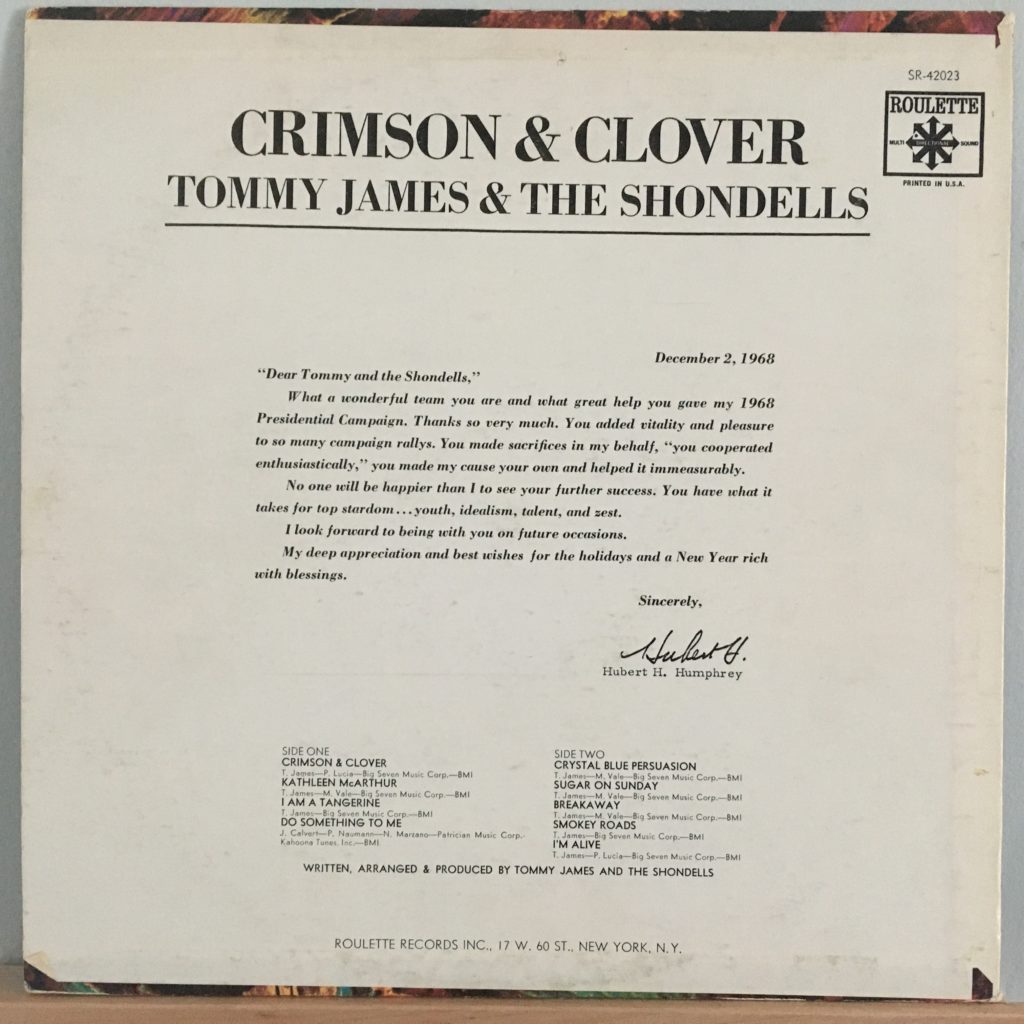 SR-42023
ROULETTE
MULTI DIRECTIONAL SOUND
PRINTED IN U.S.A.
CRIMSON & CLOVER
TOMMY JAMES & THE SHONDELLS
December 2, 1968
"Dear Tommy and the Shondells,"
What a wonderful team you are and what great help you gave my 1968
Presidential Campaign. Thanks so very much. You added vitality and pleasure
to so many campaign rallys. You made sacrifices in my behalf, "you cooperated
enthusiastically," you made my cause your own and helped it immeasurably.
No one will be happier than I to see your further success. You have what it
takes for top stardom...youth, idealism, talent, and zest.
I look forward to being with you on future occasions.
My deep appreciation and best wishes for the holidays and a New Year rich
with blessings.
Sincerely,
Hubert H.
Hubert H. Humphrey
SIDE ONE
CRIMSON & CLOVER
T. James—P. Lucia—Big Seven Music Corp.—BMI
KATHLEEN McARTHUR
T. James—M. Vale—Big Seven Music Corp.—BMI
I AM A TANGERINE
T. James—Big Seven Music Corp.—BMI
DO SOMETHING TO ME
J. Calvert—P. Naumann—N. Marzano—Patrician Music Corp.-
Kahoona Tunes, Inc.—BMI
SIDE TWO
CRYSTAL BLUE PERSUASION
T. James—M. Vale—Big Seven Music Corp.—BMI
SUGAR ON SUNDAY
T. James—M. Vale—Big Seven Music Corp.—BMI
BREAKAWAY
T. James—M. Vale—Big Seven Music Corp.—BMI
SMOKEY ROADS
T. James—Big Seven Music Corp.—BMI
I'M ALIVE
T. James—P. Lucia—Big Seven Music Corp.—BMI
WRITTEN, ARRANGED & PRODUCED BY TOMMY JAMES AND THE SHONDELLS
ROULETTE RECORDS INC., 17 W. 60 ST., NEW YORK, N.Y.